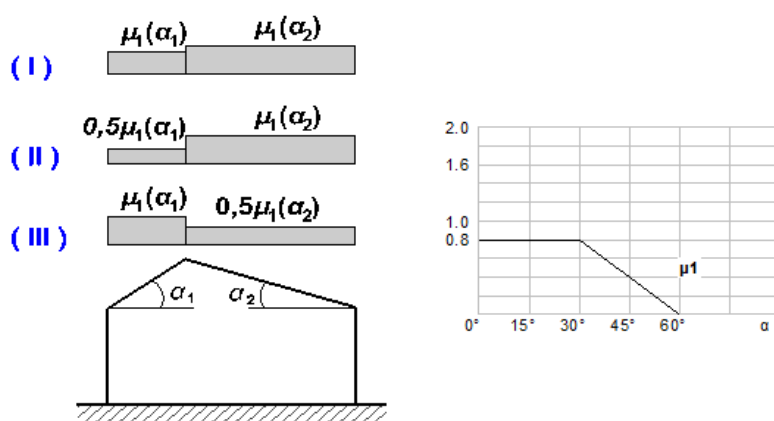 μ₁(α₁) μ₁(α₂)
( I )
0,5μ₁(α₁) μ₁(α₂)
( II )
μ₁(α₁) 0,5μ₁(α₂)
( III )
α₁ α₂
2.0
1.6
1.0
0.8
μ1
0° 15° 30° 45° 60° α